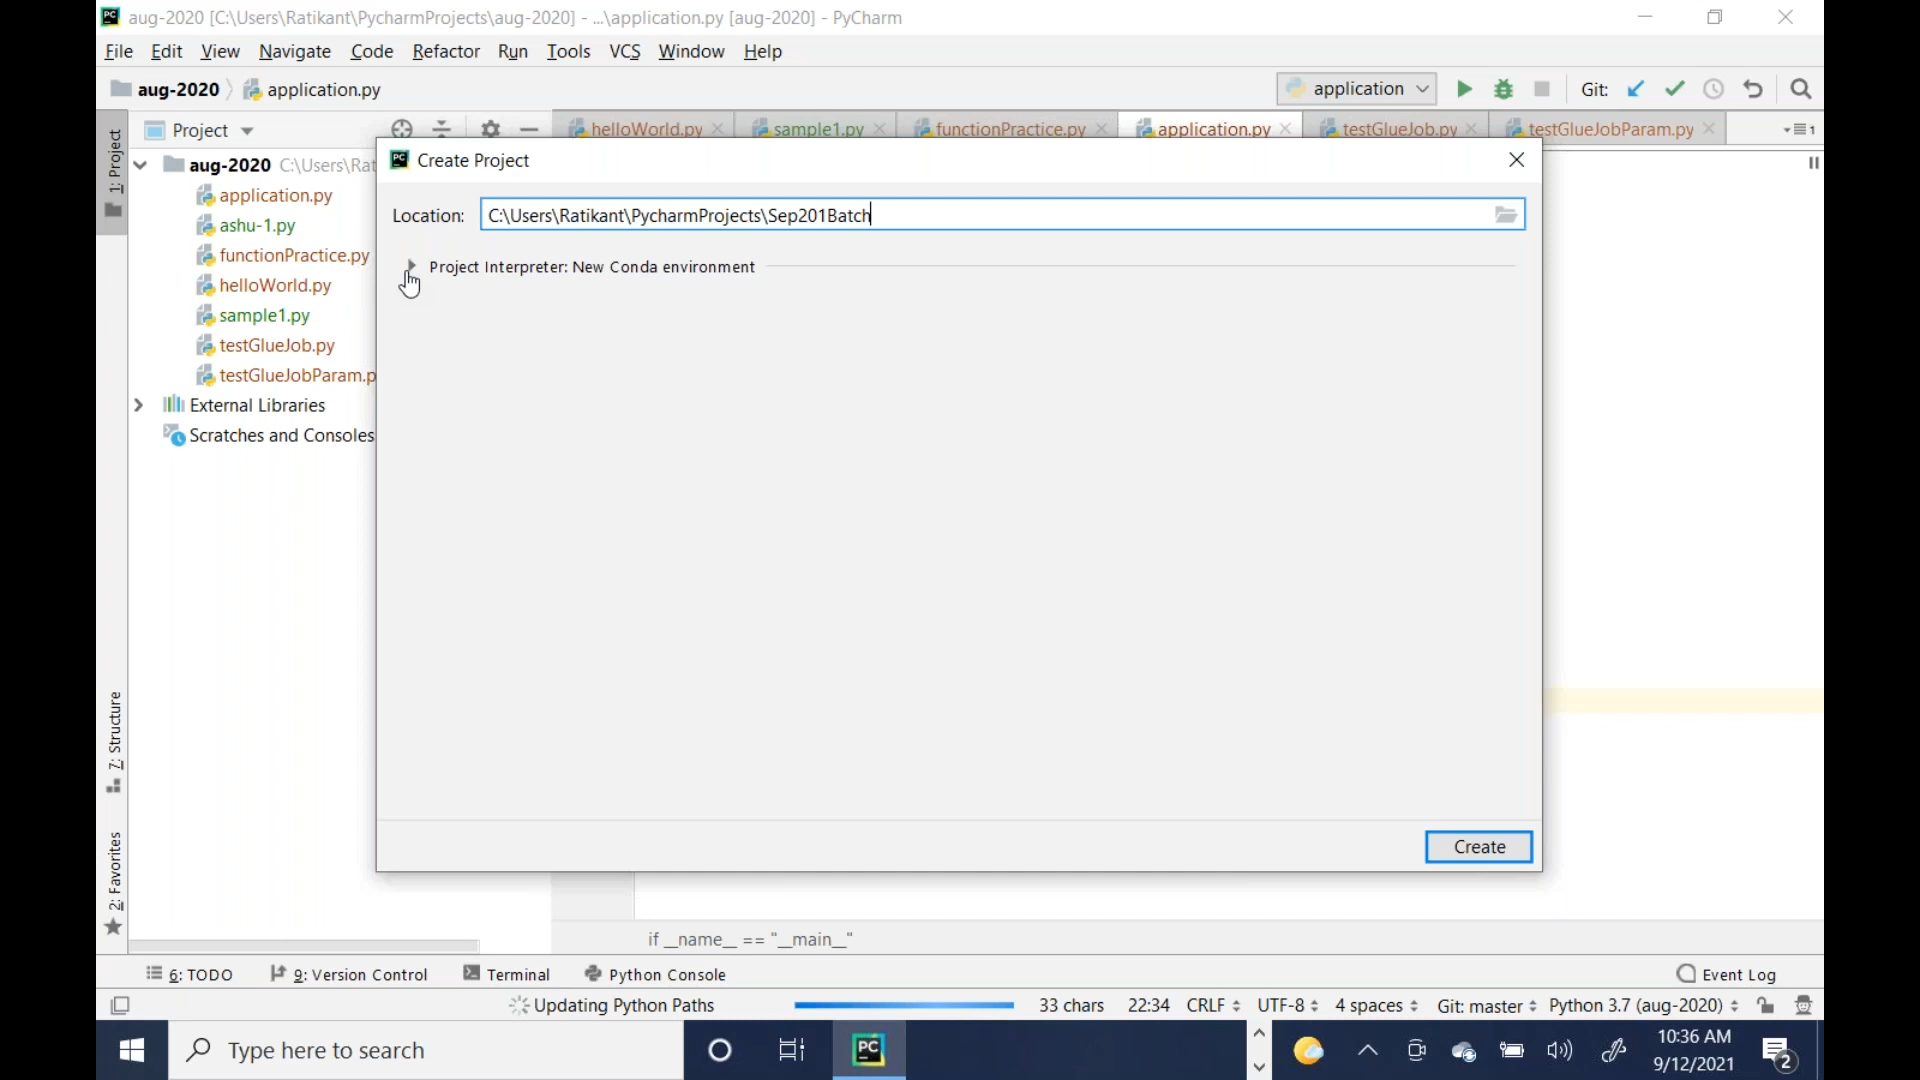 PC aug-2020 [C:\Users\Ratikant\PycharmProjects\aug-2020] - ...\application.py [aug-2020] - PyCharm
File Edit View Navigate Code Refactor Run Tools VCS Window Help
aug-2020 application.py application Git:
Project helloWorld.py sample1.py functionPractice.py application.py testGlueJob.py testGlueJobParam.py 1
1: Project
7: Structure
2: Favorites
aug-2020 C:\Users\Rat
application.py
ashu-1.py
functionPractice.py
helloWorld.py
sample1.py
testGlueJob.py
testGlueJobParam.p
External Libraries
Scratches and Consoles
PC Create Project
Location: C:\Users\Ratikant\PycharmProjects\Sep201Batch
Project Interpreter: New Conda environment
Create
if __name__ == "__main__"
6: TODO 9: Version Control Terminal Python Console Event Log
Updating Python Paths 33 chars 22:34 CRLF UTF-8 4 spaces Git: master Python 3.7 (aug-2020)
Type here to search PC 10:36 AM
9/12/2021 2